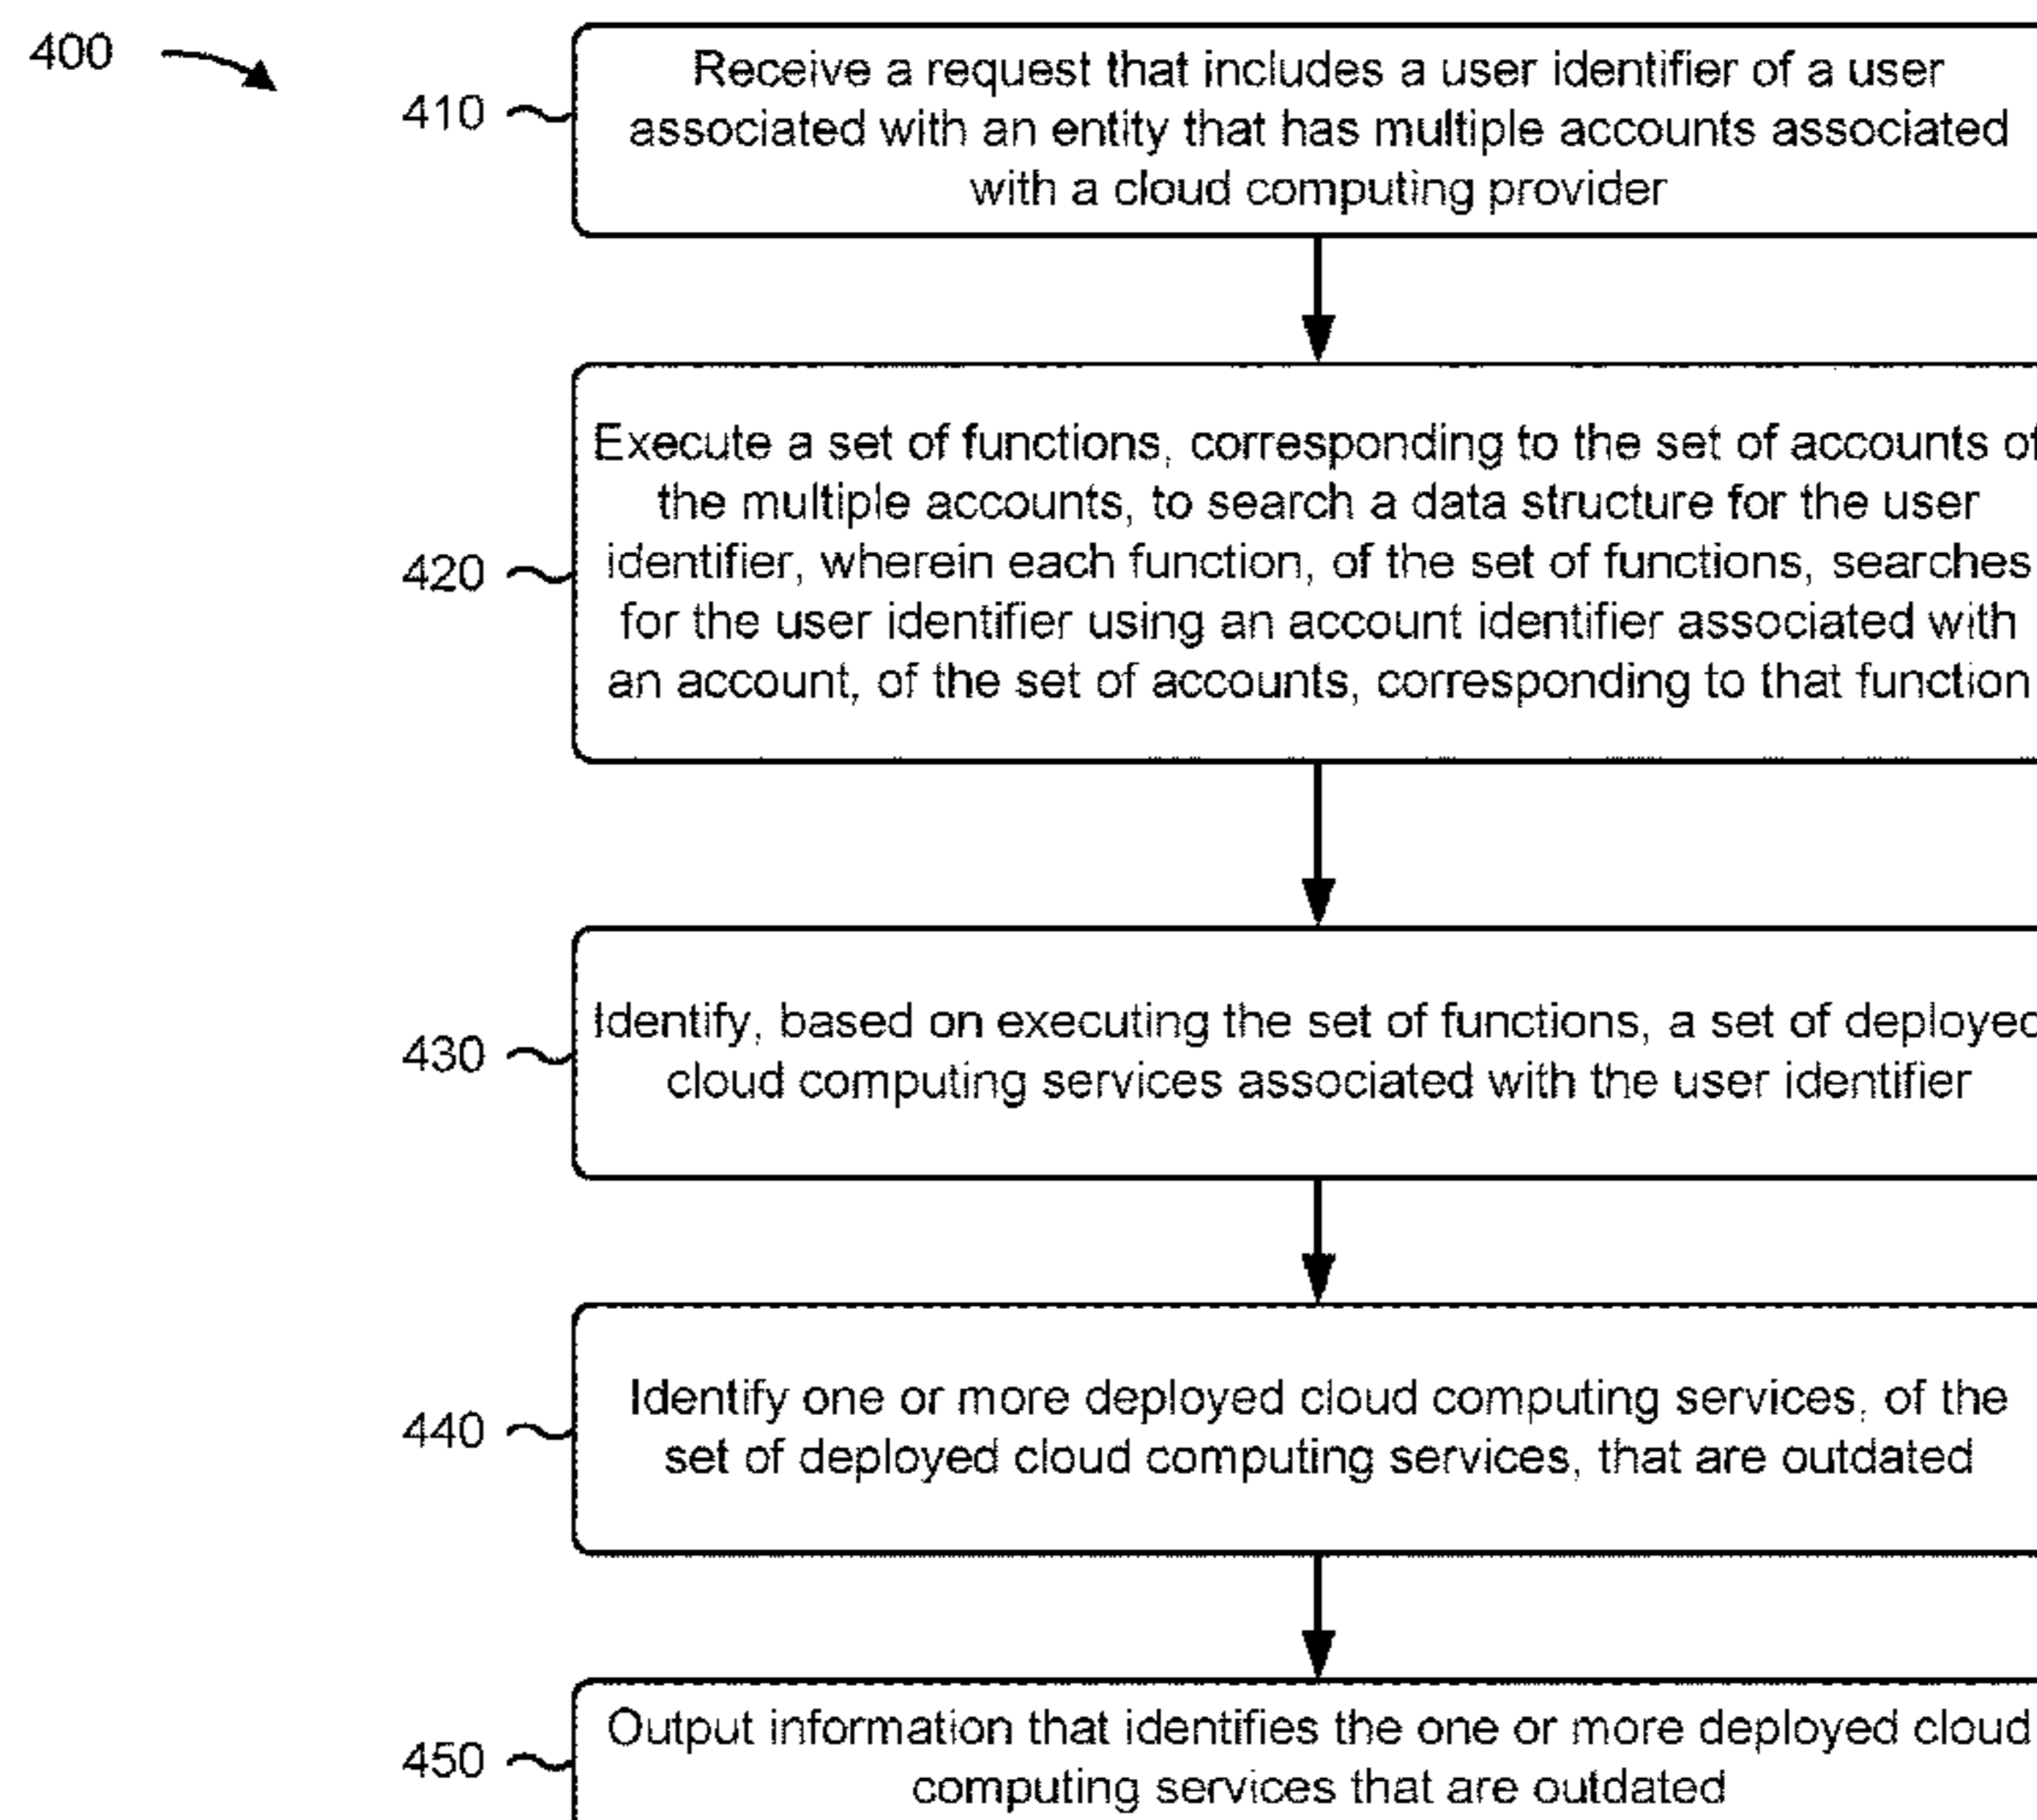 400
410
Receive a request that includes a user identifier of a user
associated with an entity that has multiple accounts associated
with a cloud computing provider
420
Execute a set of functions, corresponding to the set of accounts of
the multiple accounts, to search a data structure for the user
identifier, wherein each function, of the set of functions, searches
for the user identifier using an account identifier associated with
an account, of the set of accounts, corresponding to that function
430
Identify, based on executing the set of functions, a set of deployed
cloud computing services associated with the user identifier
440
Identify one or more deployed cloud computing services, of the
set of deployed cloud computing services, that are outdated
450
Output information that identifies the one or more deployed cloud
computing services that are outdated